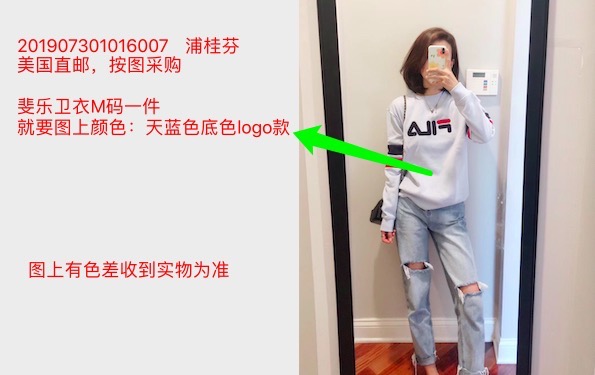 201907301016007 浦桂芬
美国直邮，按图采购
斐乐卫衣M码一件
就要图上颜色：天蓝色底色logo款
图上有色差收到实物为准
FILA